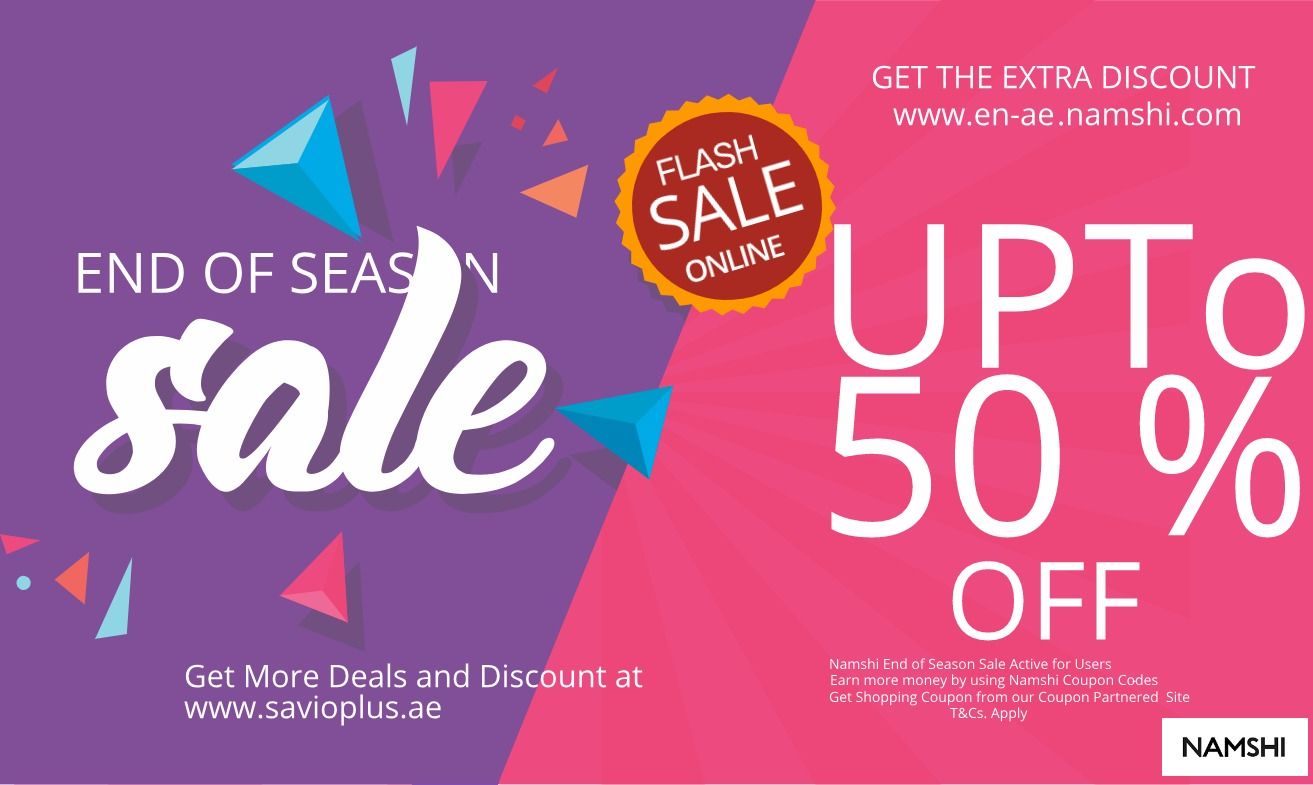 END OF SEASON
sale
Get More Deals and Discount at
www.savioplus.ae
FLASH
SALE
ONLINE
GET THE EXTRA DISCOUNT
www.en-ae.namshi.com
UPTo
50 %
OFF
Namshi End of Season Sale Active for Users
Earn more money by using Namshi Coupon Codes
Get Shopping Coupon from our Coupon Partnered Site
T&Cs. Apply
NAMSHI